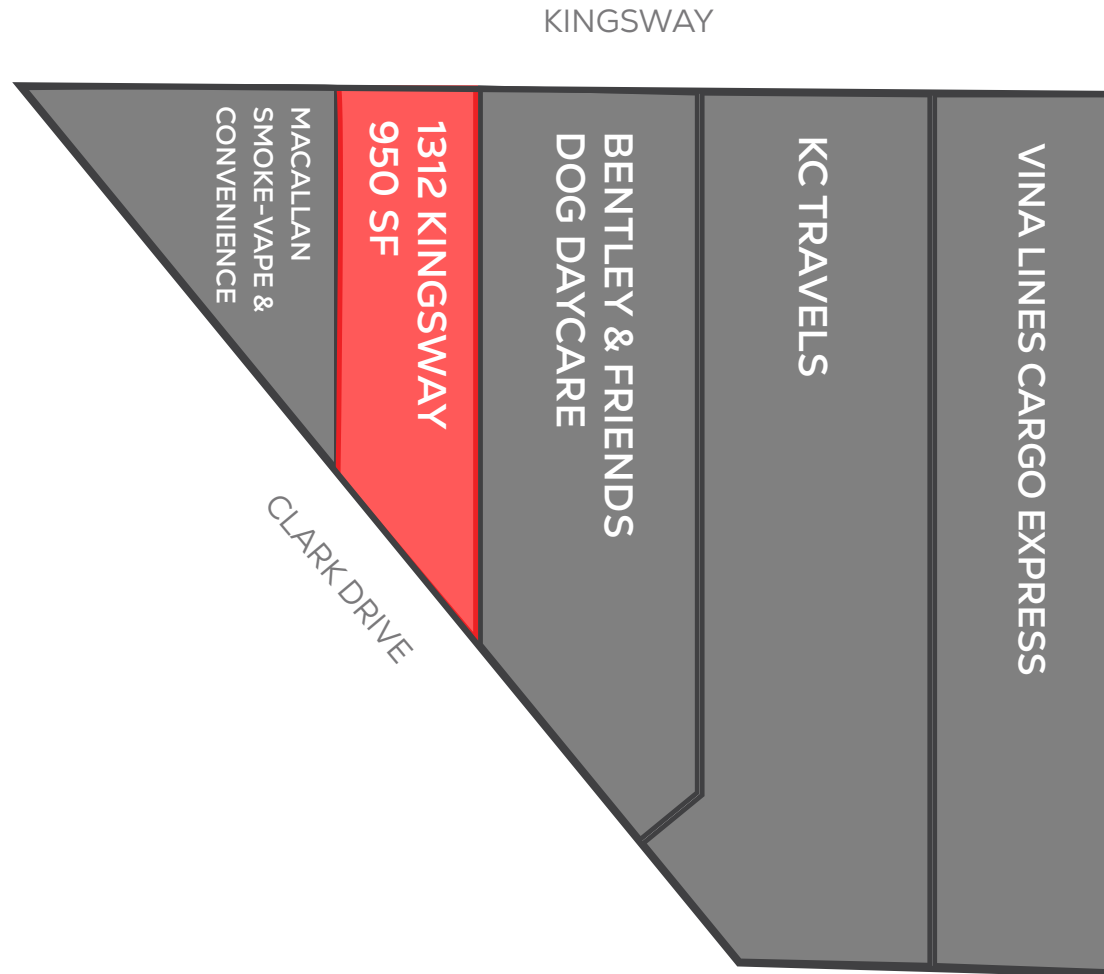 KINGSWAY
MACALLAN
SMOKE-VAPE &
CONVENIENCE
1312 KINGSWAY
950 SF
BENTLEY & FRIENDS
DOG DAYCARE
KC TRAVELS
VINA LINES CARGO EXPRESS
CLARK DRIVE